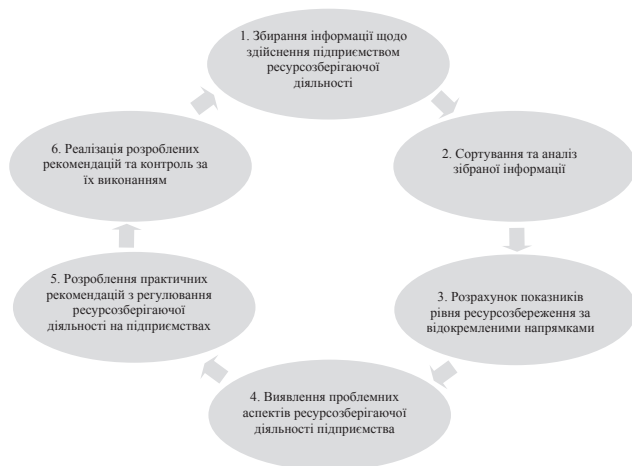 1. Збирання інформації щодо
здійснення підприємством
ресурсозберігаючої
діяльності
2. Сортування та аналіз
зібраної інформації
3. Розрахунок показників
рівня ресурсозбереження за
відокремленими напрямками
4. Виявлення проблемних
аспектів ресурсозберігаючої
діяльності підприємства
5. Розроблення практичних
рекомендацій з регулювання
ресурсозберігаючої
діяльності на підприємствах
6. Реалізація розроблених
рекомендацій та контроль за
їх виконанням